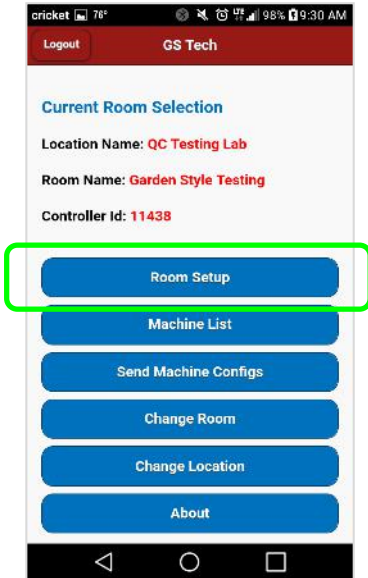 cricket 76° LTE 98% 9:30 AM
Logout GS Tech
Current Room Selection
Location Name: QC Testing Lab
Room Name: Garden Style Testing
Controller Id: 11438
Room Setup
Machine List
Send Machine Configs
Change Room
Change Location
About